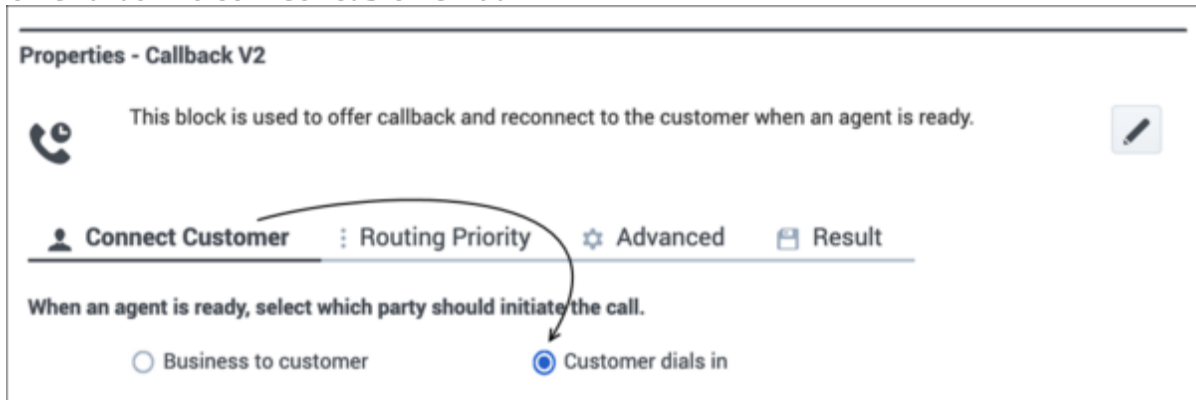 Properties - Callback V2
This block is used to offer callback and reconnect to the customer when an agent is ready.
Connect Customer Routing Priority Advanced Result
When an agent is ready, select which party should initiate the call.
Business to customer Customer dials in